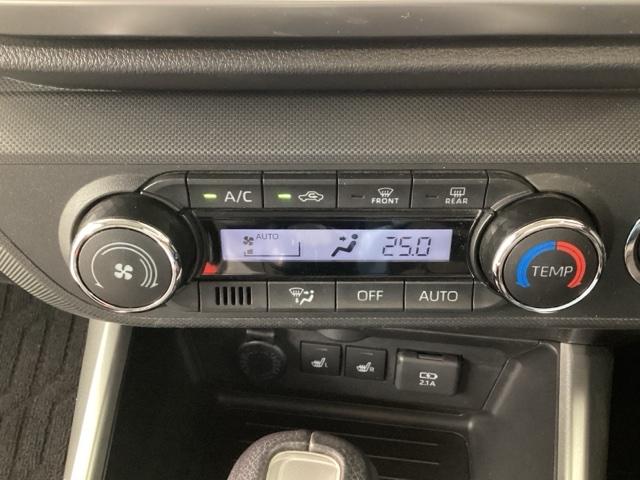 A/C
FRONT
REAR
AUTO
25.0
TEMP
OFF
AUTO
L
R
2.1A